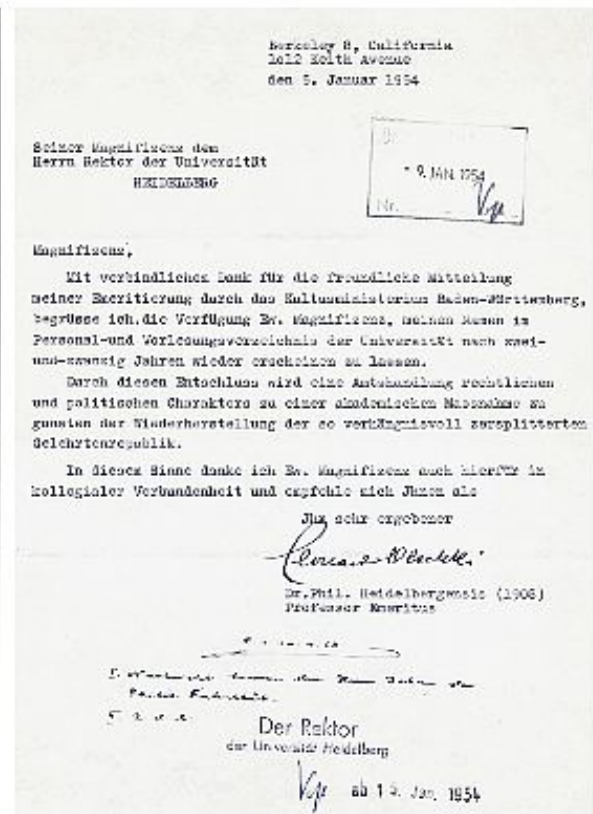 Berkeley 8, California
1012 Keith Avenue
den 5. Januar 1954
Seiner Magnifizenz dem
Herrn Rektor der Universität
HEIDELBERG
9. JAN. 1954
Nr.
Magnifizenz,
Mit verbindlichem Dank für die freundliche Mitteilung
meiner Emeritierung durch das Kultusministerium Baden-Württemberg,
begrüsse ich die Verfügung Ew. Magnifizenz, meinen Namen im
Personal-und Vorlesungsverzeichnis der Universität nach zwei-
und-zwanzig Jahren wieder erscheinen zu lassen.
Durch diesen Entschluss wird eine Amtshandlung rechtlichen
und politischen Charakters zu einer akademischen Massnahme zu
gunsten der Wiederherstellung der so verhängnisvoll zersplitterten
Gelehrtenrepublik.
In diesem Sinne danke ich Ew. Magnifizenz auch hierfür in
kollegialer Verbundenheit und empfehle mich Jhnen als
Jhr sehr ergebener
Dr.Phil. Heidelbergensis (1908)
Professor Emeritus
Der Rektor
der Universität Heidelberg
ab 15. Jan. 1954